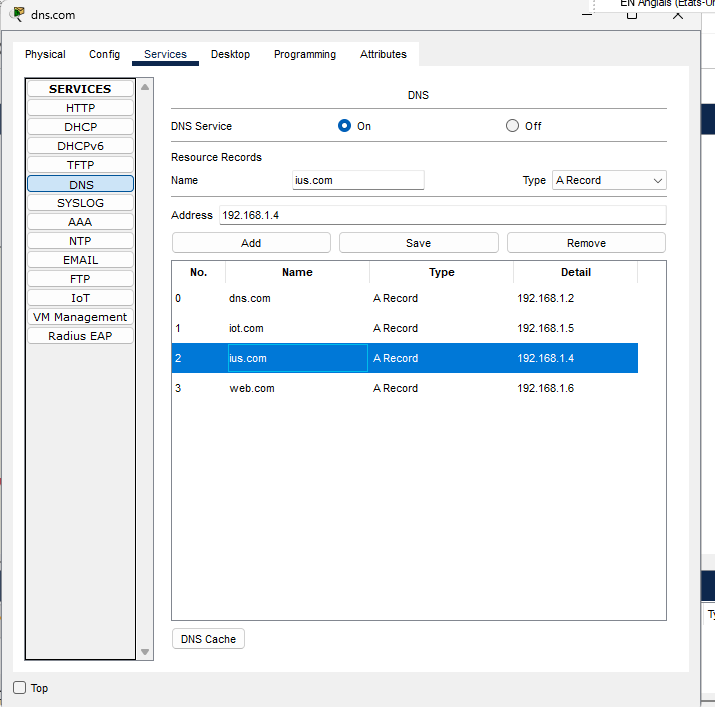 dns.com
EN Anglais (États-Un
Physical Config Services Desktop Programming Attributes
SERVICES
HTTP
DHCP
DHCPv6
TFTP
DNS
SYSLOG
AAA
NTP
EMAIL
FTP
IoT
VM Management
Radius EAP
DNS
DNS Service On Off
Resource Records
Name ius.com Type A Record
Address 192.168.1.4
Add Save Remove
No. Name Type Detail
0 dns.com A Record 192.168.1.2
1 iot.com A Record 192.168.1.5
2 ius.com A Record 192.168.1.4
3 web.com A Record 192.168.1.6
DNS Cache
Top